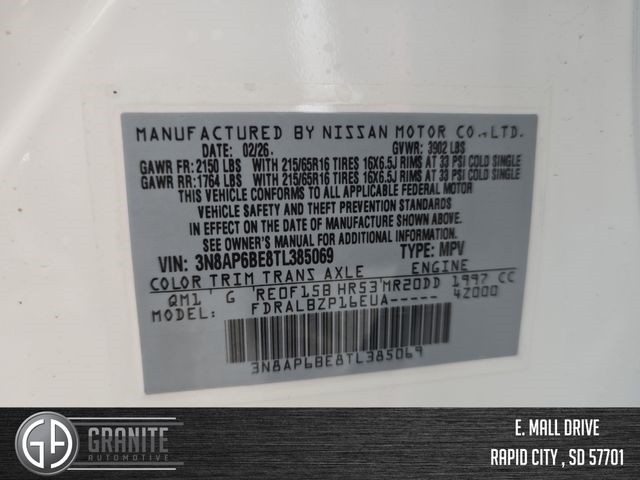 MANUFACTURED BY NISSAN MOTOR CO.,LTD.
DATE: 02/26. GVWR: 3902 LBS
GAWR FR: 2150 LBS WITH 215/65R16 TIRES 16X6.5J RIMS AT 33 PSI COLD SINGLE
GAWR RR: 1764 LBS WITH 215/65R16 TIRES 16X6.5J RIMS AT 33 PSI COLD SINGLE
THIS VEHICLE CONFORMS TO ALL APPLICABLE FEDERAL MOTOR
VEHICLE SAFETY AND THEFT PREVENTION STANDARDS
IN EFFECT ON THE DATE OF MANUFACTURE SHOWN ABOVE.
SEE OWNER'S MANUAL FOR ADDITIONAL INFORMATION
VIN: 3N8AP6BE8TL385069 TYPE: MPV
COLOR TRIM TRANS AXLE ENGINE
QM1 G RE0F15B HR53 MR20DD 1997 CC
MODEL: FDRALBZP16EUA----- 4Z000
3N8AP6BE8TL385069
GA GRANITE AUTOMOTIVE
E. MALL DRIVE
RAPID CITY , SD 57701